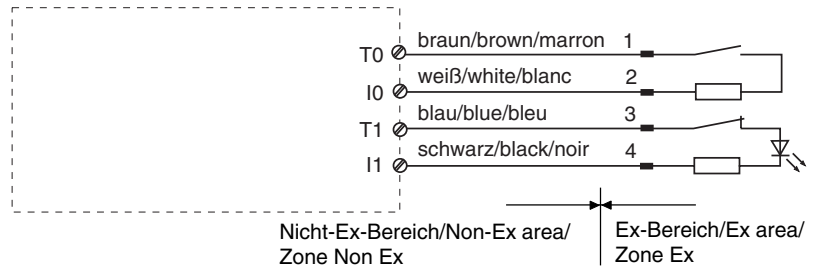 T0 braun/brown/marron 1
I0 weiß/white/blanc 2
T1 blau/blue/bleu 3
I1 schwarz/black/noir 4
Nicht-Ex-Bereich/Non-Ex area/
Zone Non Ex
Ex-Bereich/Ex area/
Zone Ex